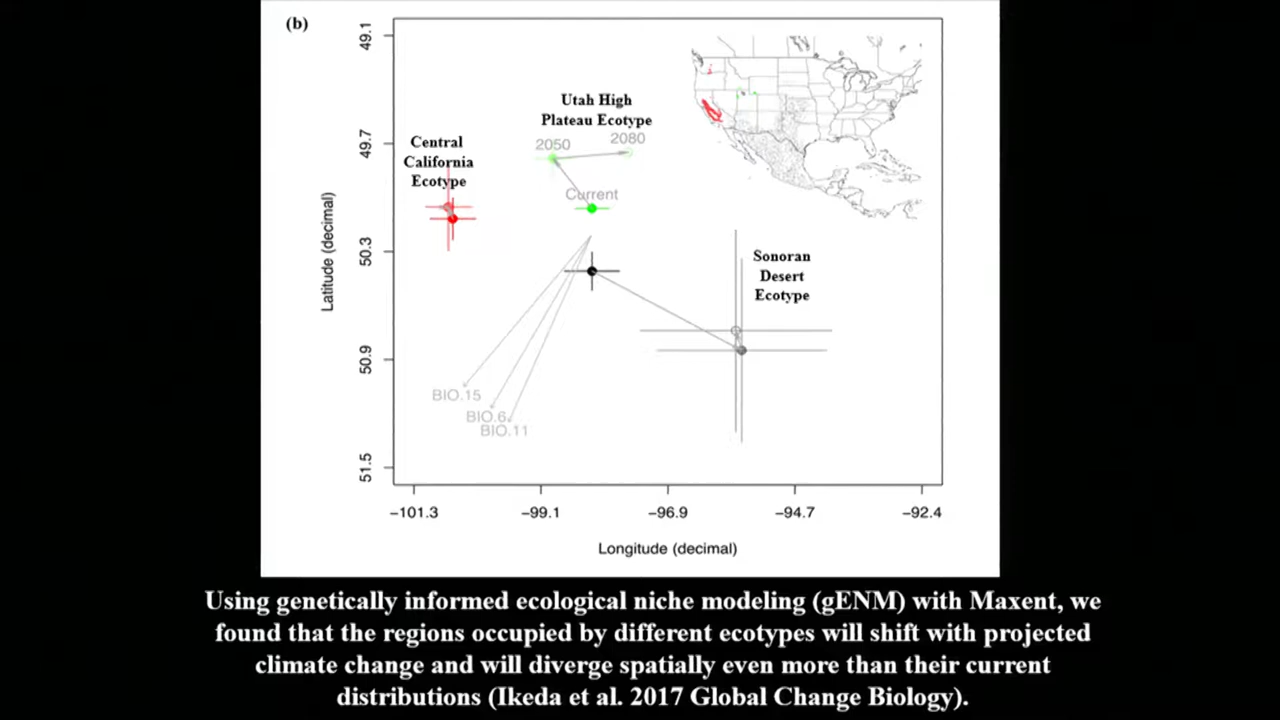 (b)
Utah High
Plateau Ecotype
Central
California
Ecotype
2050
2080
Current
Sonoran
Desert
Ecotype
BIO.15
BIO.6
BIO.11
49.1
49.7
50.3
50.9
51.5
Latitude (decimal)
−101.3
−99.1
−96.9
−94.7
−92.4
Longitude (decimal)
Using genetically informed ecological niche modeling (gENM) with Maxent, we
found that the regions occupied by different ecotypes will shift with projected
climate change and will diverge spatially even more than their current
distributions (Ikeda et al. 2017 Global Change Biology).